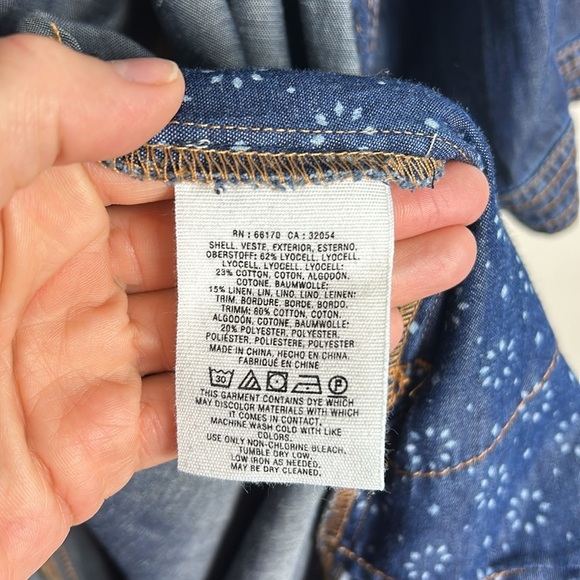 RN : 66170 CA : 32054
SHELL, VESTE, EXTERIOR, ESTERNO,
OBERSTOFF: 62% LYOCELL, LYOCELL,
LYOCELL, LYOCELL, LYOCELL:
23% COTTON, COTON, ALGODÓN,
COTONE, BAUMWOLLE:
15% LINEN, LIN, LINO, LINO, LEINEN:
TRIM, BORDURE, BORDE, BORDO,
TRIMM: 80% COTTON, COTON,
ALGODÓN, COTONE, BAUMWOLLE:
20% POLYESTER, POLYESTER,
POLIÉSTER, POLIESTERE, POLYESTER
MADE IN CHINA, HECHO EN CHINA,
FABRIQUÉ EN CHINE
30 P
THIS GARMENT CONTAINS DYE WHICH
MAY DISCOLOR MATERIALS WITH WHICH
IT COMES IN CONTACT.
MACHINE WASH COLD WITH LIKE
COLORS.
USE ONLY NON-CHLORINE BLEACH.
TUMBLE DRY LOW.
LOW IRON AS NEEDED.
MAY BE DRY CLEANED.